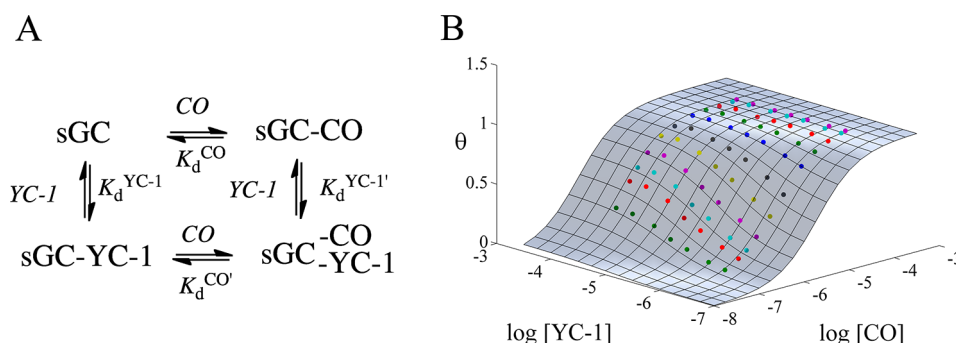 A
B
CO
sGC
sGC-CO
K_d^CO
YC-1
K_d^YC-1
YC-1
K_d^YC-1'
CO
sGC-YC-1
sGC-CO
-YC-1
K_d^CO'
1.5
1
θ
0.5
0
-3
-4
-5
-6
-7
-8
-7
-6
-5
-4
-3
log [YC-1]
log [CO]